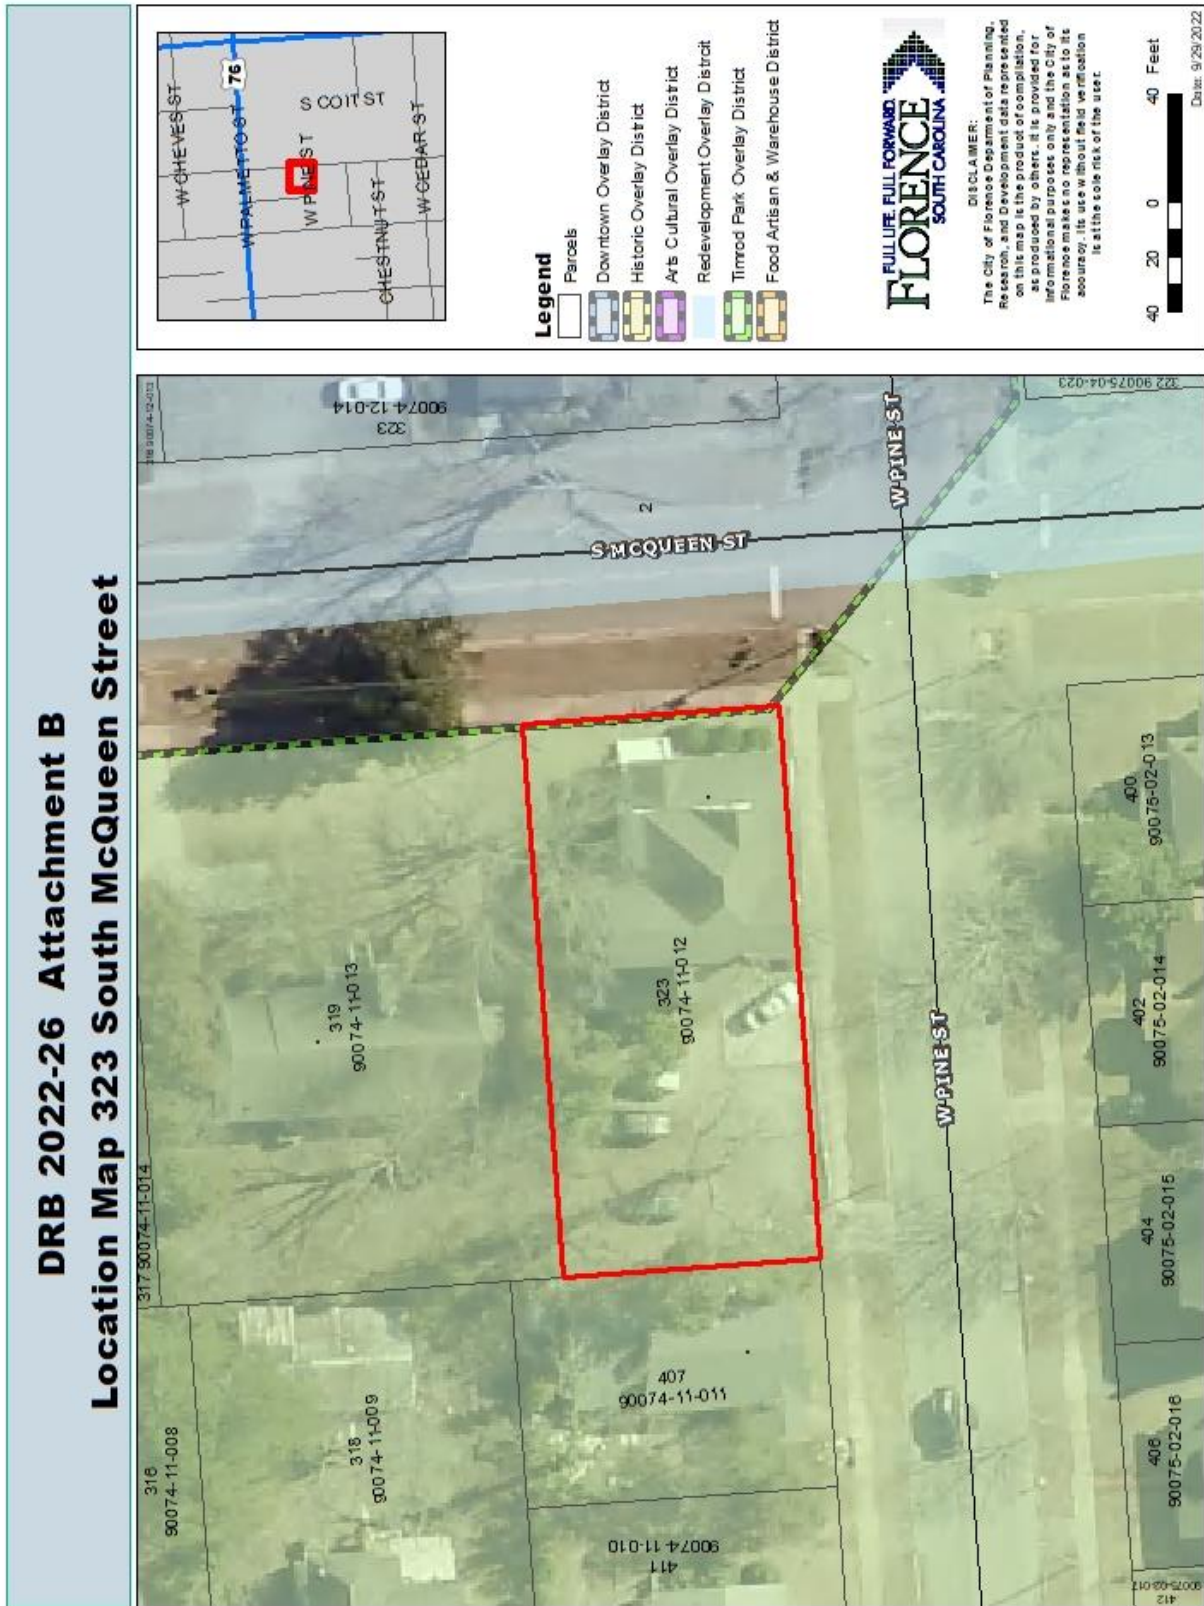 DRB 2022-26 Attachment B
Location Map 323 South McQueen Street
316
90074-11-008
317 90074-11-014
318
90074-11-009
319
90074-11-013
323
90074-11-012
407
90074-11-011
411
90074-11-010
323
90074-12-014
2
S MCQUEEN ST
W PINE ST
W PINE ST
322 90075-04-023
400
90075-02-013
402
90075-02-014
404
90075-02-015
406
90075-02-016
412
W CHEVES ST
W PALMETTO ST
76
S COIT ST
W PINE ST
CHESTNUT ST
W CEDAR ST
Legend
Parcels
Downtown Overlay District
Historic Overlay District
Arts Cultural Overlay District
Redevelopment Overlay Distrcit
Timrod Park Overlay District
Food Artisan & Warehouse District
FULL LIFE. FULL FORWARD.
FLORENCE
SOUTH CAROLINA
DISCLAIMER:
The City of Florence Deparment of Planning,
Research, and Development data represented
on this map is the product of compilation,
as produced by others. It is provided for
informational purposes only and the City of
Florence makes no representation as to its
accuracy. Its use without field verification
is at the sole risk of the user.
40 20 0 40 Feet
Date: 9/29/2022